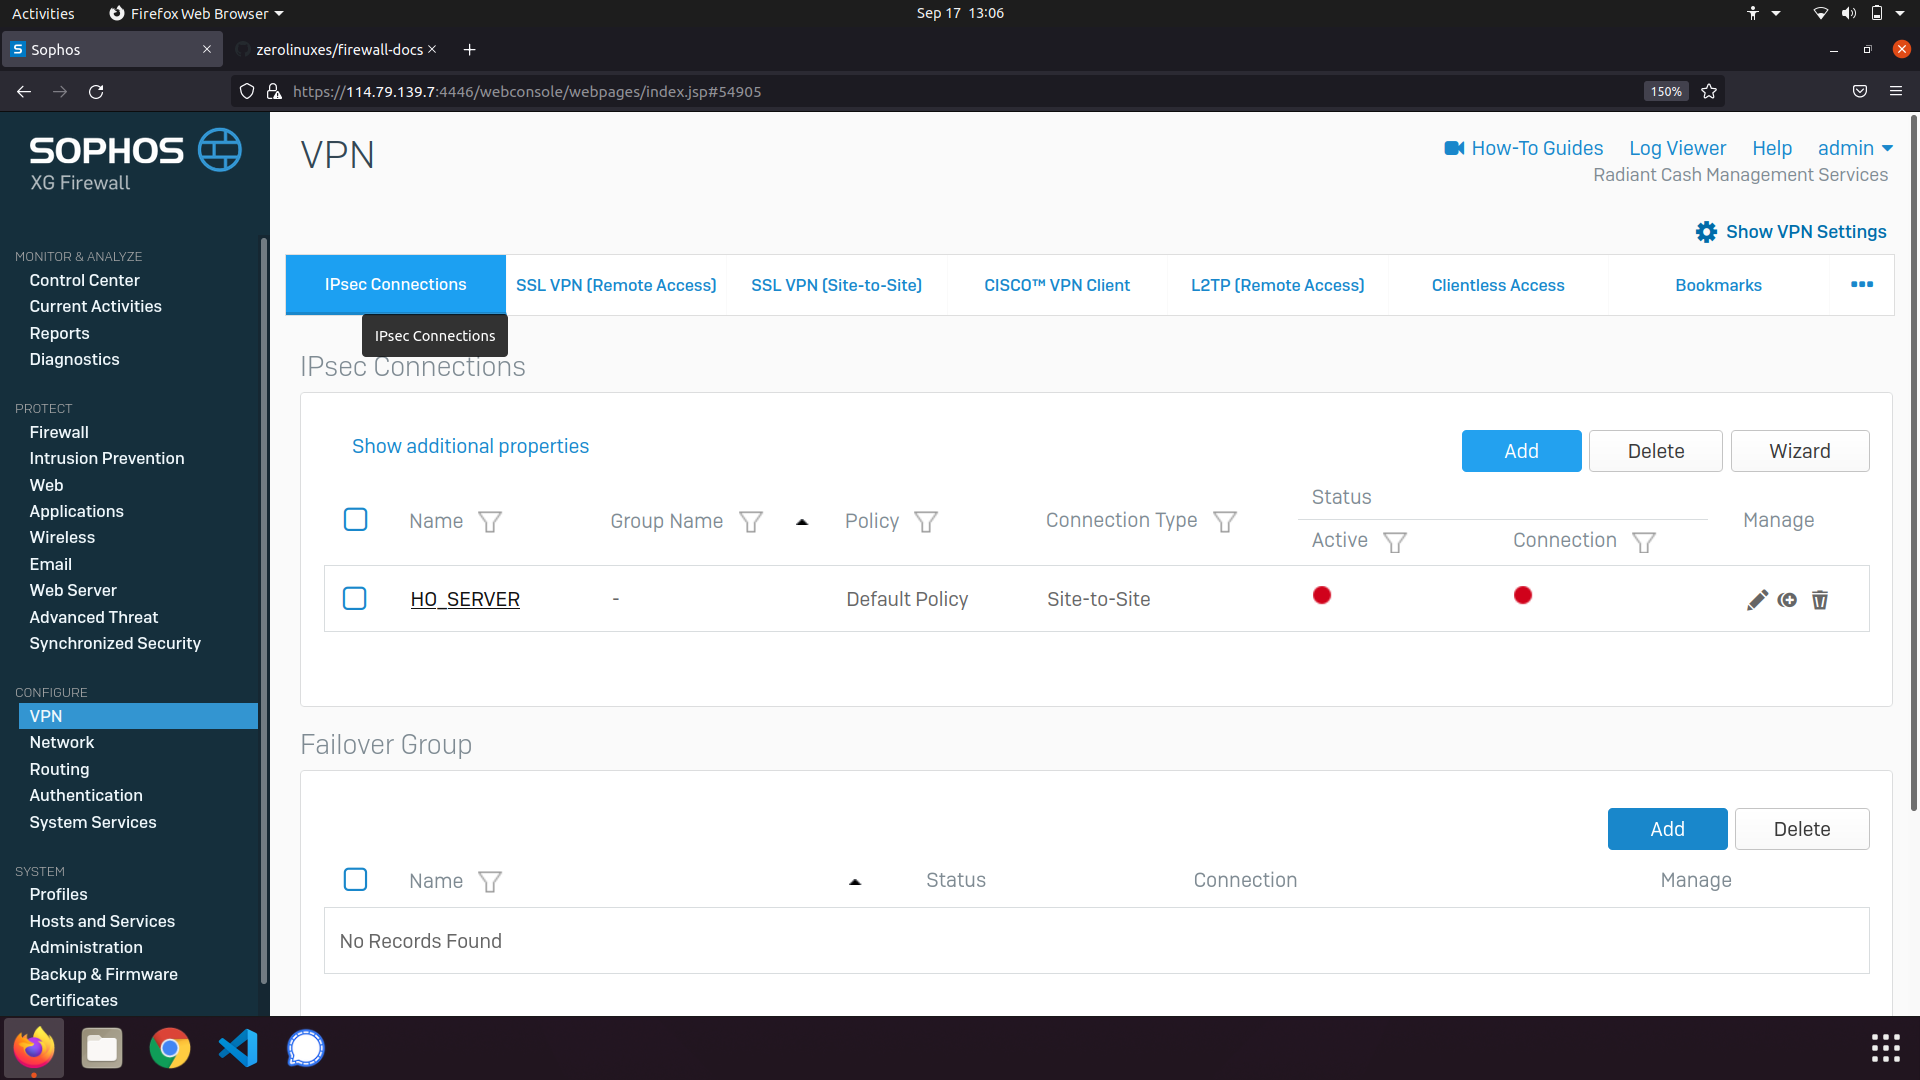 Activities
Firefox Web Browser
Sep 17 13:06
Sophos
zerolinuxes/firewall-docs
https://114.79.139.7:4446/webconsole/webpages/index.jsp#54905
150%
SOPHOS
XG Firewall
MONITOR & ANALYZE
Control Center
Current Activities
Reports
Diagnostics
PROTECT
Firewall
Intrusion Prevention
Web
Applications
Wireless
Email
Web Server
Advanced Threat
Synchronized Security
CONFIGURE
VPN
Network
Routing
Authentication
System Services
SYSTEM
Profiles
Hosts and Services
Administration
Backup & Firmware
Certificates
VPN
How-To Guides Log Viewer Help admin
Radiant Cash Management Services
Show VPN Settings
IPsec Connections SSL VPN (Remote Access) SSL VPN (Site-to-Site) CISCO™ VPN Client L2TP (Remote Access) Clientless Access Bookmarks
IPsec Connections
IPsec Connections
Show additional properties
Add Delete Wizard
Status
Name Group Name Policy Connection Type Manage
Active Connection
HO_SERVER - Default Policy Site-to-Site
Failover Group
Add Delete
Name Status Connection Manage
No Records Found